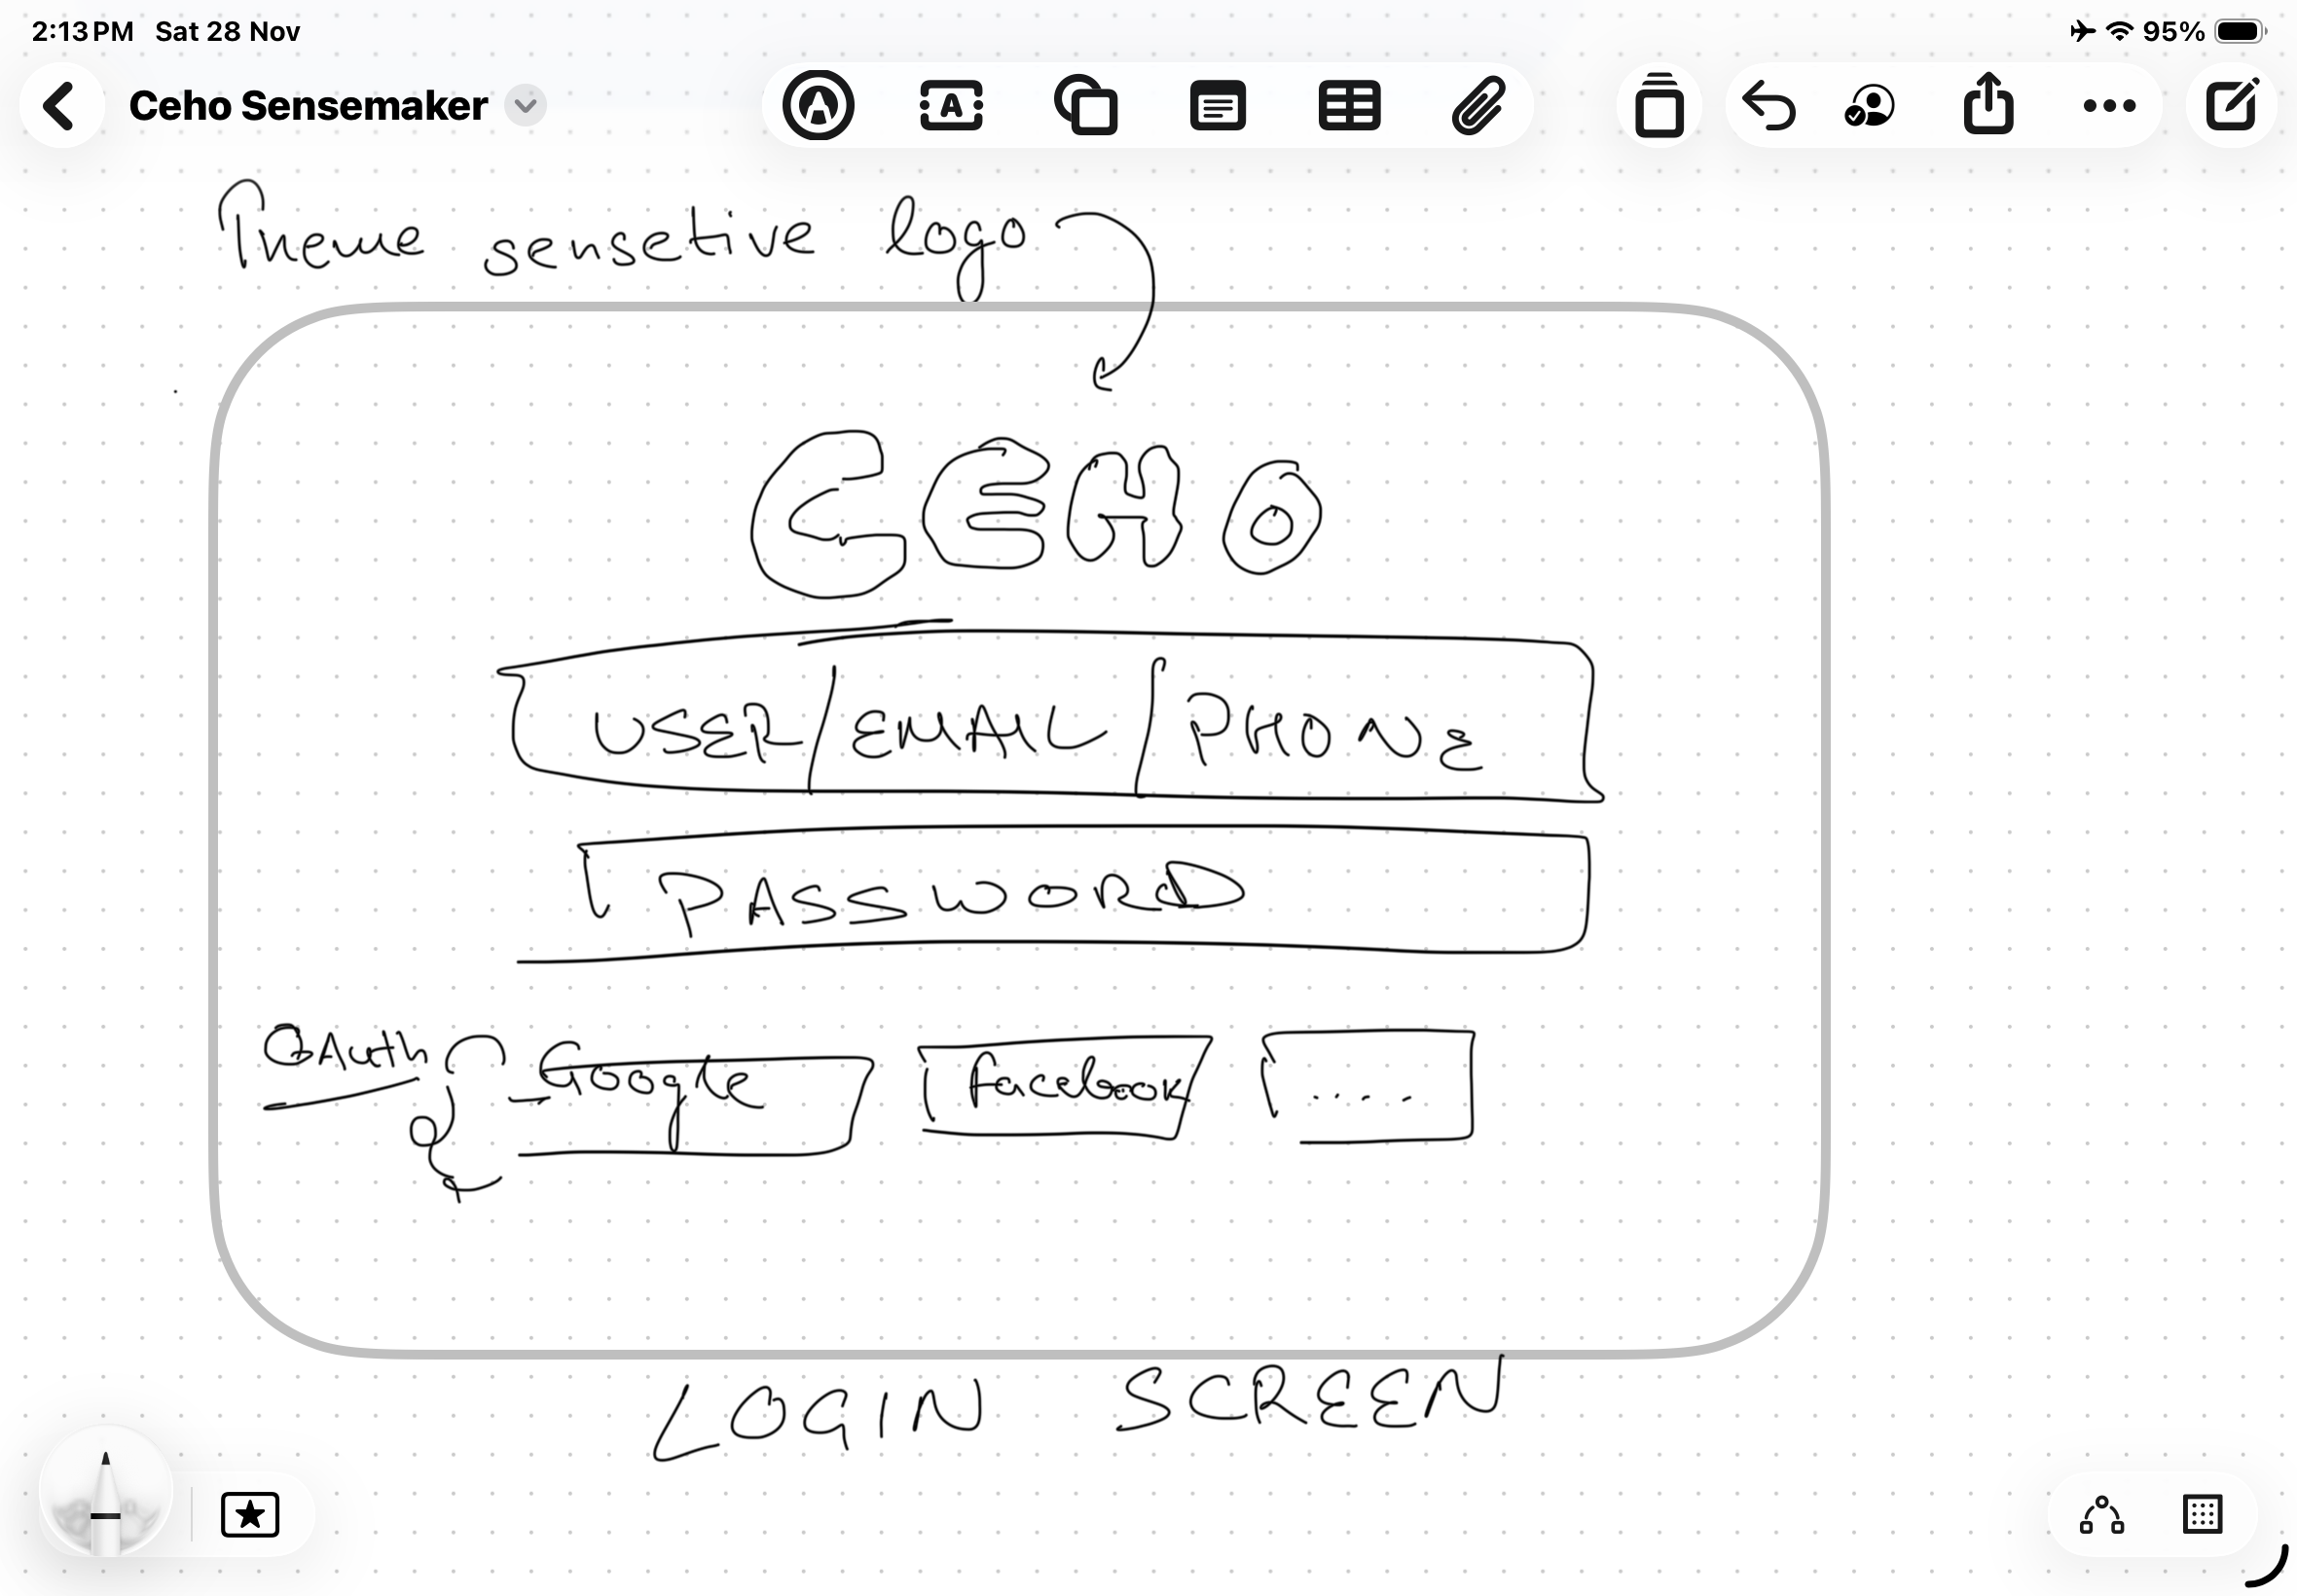 2:13 PM Sat 28 Nov 95%
Ceho Sensemaker
Theme sensetive logo
CEHO
USER/EMAIL/PHONE
PASSWORD
OAuth Google facebook .....
LOGIN SCREEN